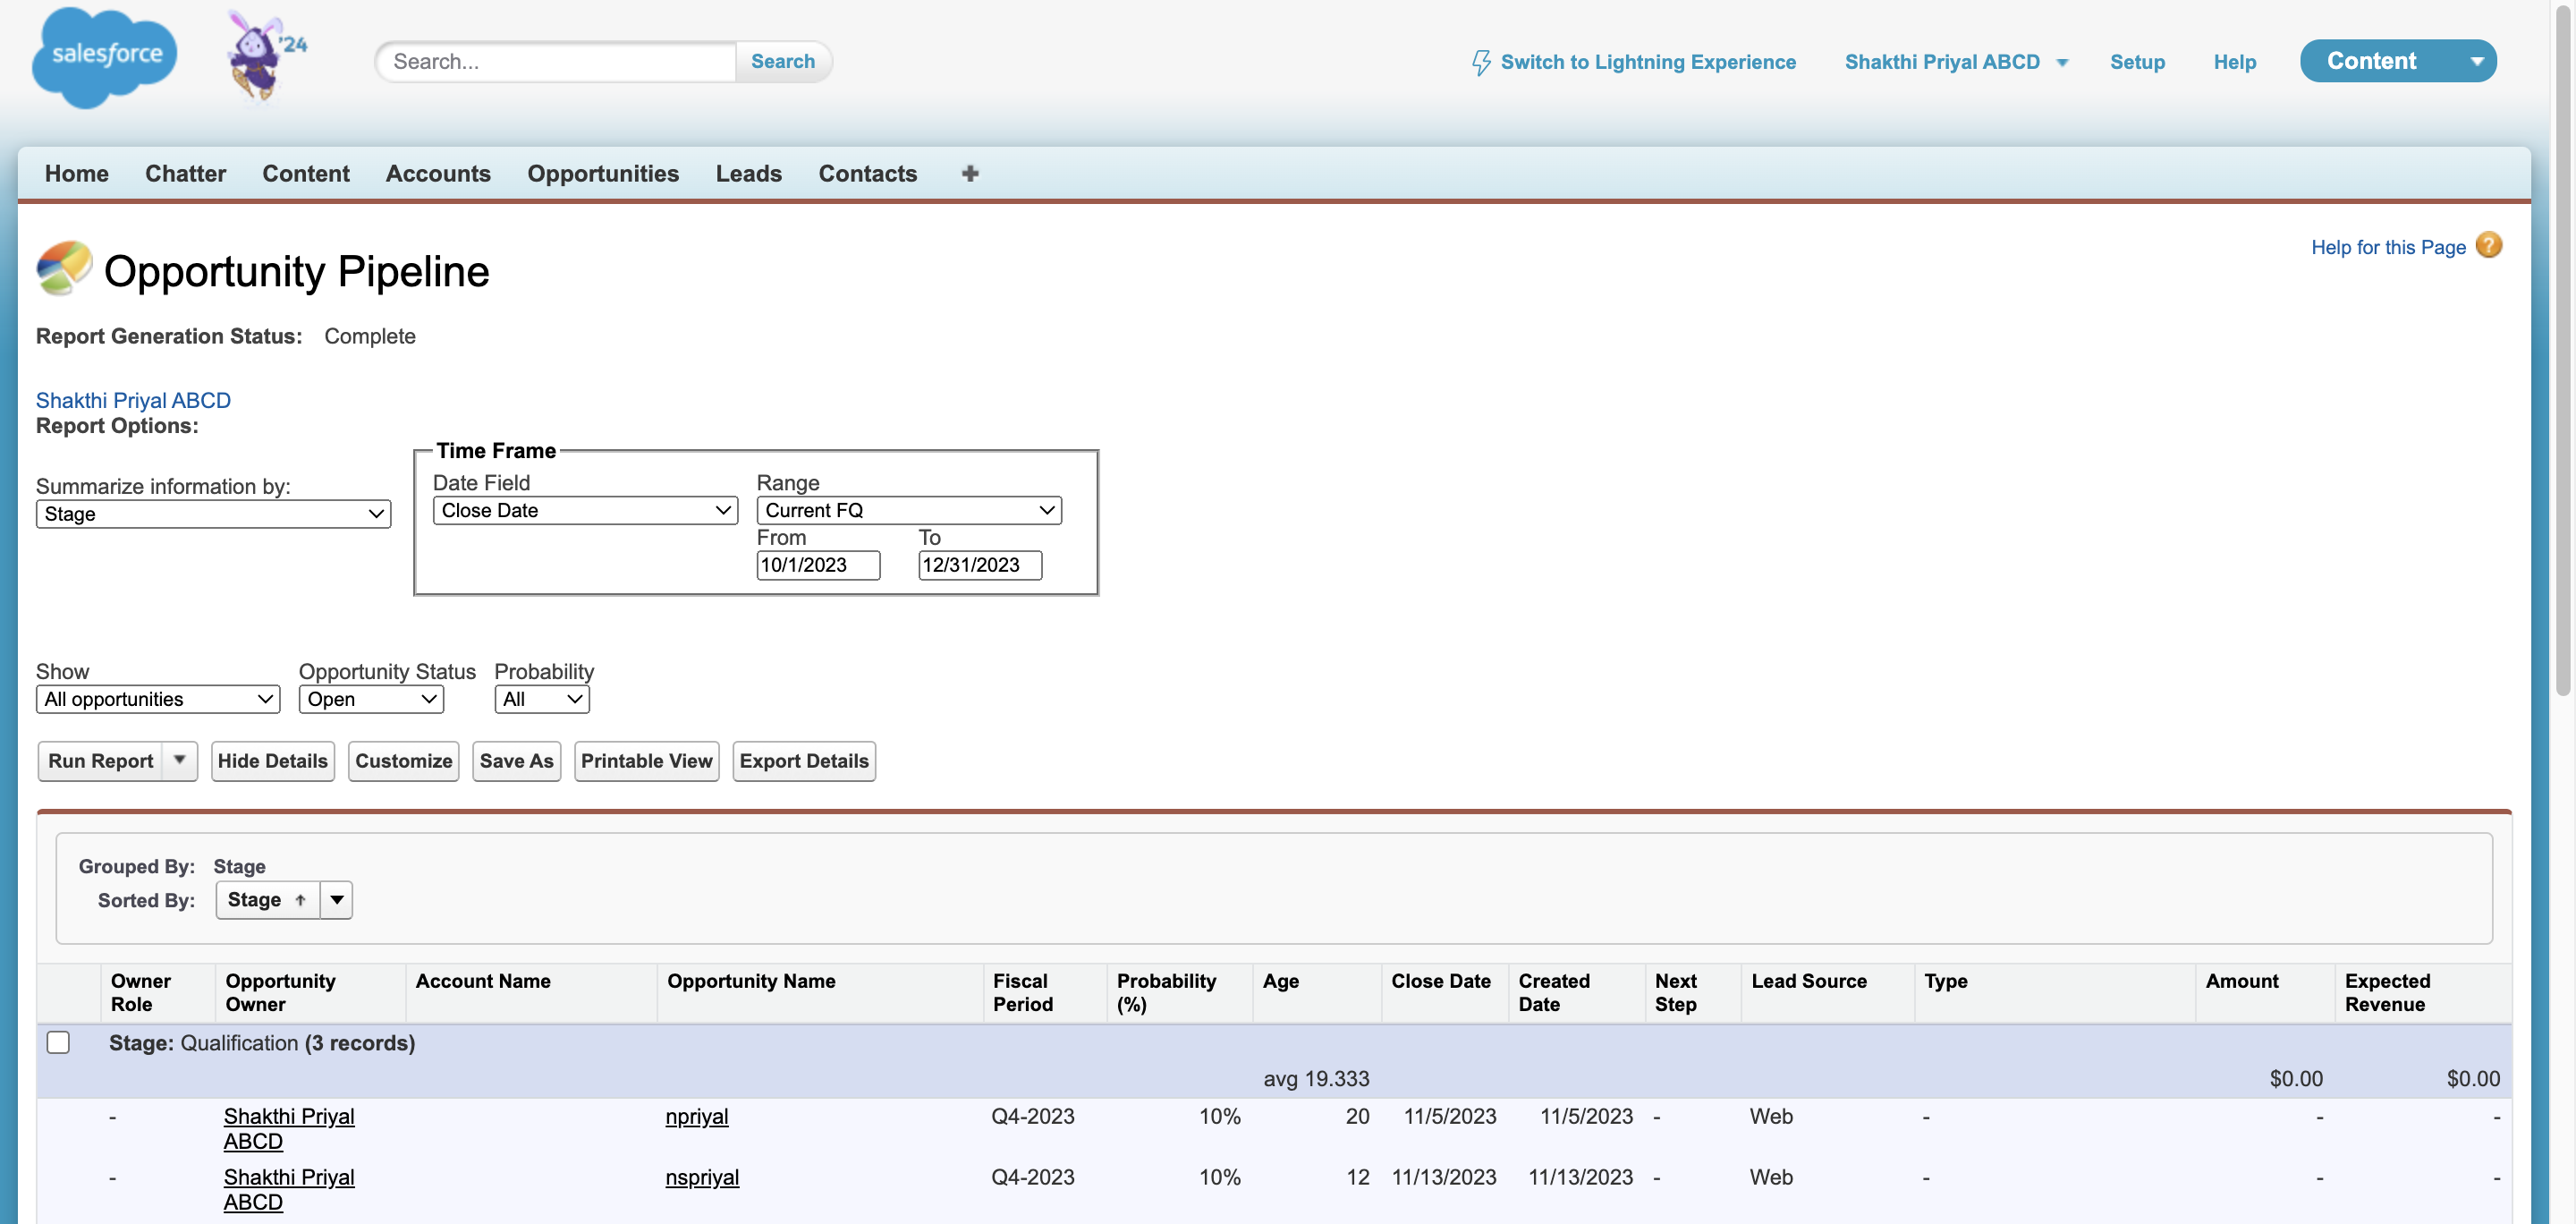 salesforce
'24
Search...
Search
Switch to Lightning Experience
Shakthi Priyal ABCD
Setup
Help
Content
Home Chatter Content Accounts Opportunities Leads Contacts
Opportunity Pipeline
Help for this Page
Report Generation Status: Complete
Shakthi Priyal ABCD
Report Options:
Time Frame
Summarize information by:
Stage
Date Field
Close Date
Range
Current FQ
From
To
10/1/2023
12/31/2023
Show
Opportunity Status
Probability
All opportunities
Open
All
Run Report
Hide Details
Customize
Save As
Printable View
Export Details
Grouped By: Stage
Sorted By: Stage ↑
Owner Role
Opportunity Owner
Account Name
Opportunity Name
Fiscal Period
Probability (%)
Age
Close Date
Created Date
Next Step
Lead Source
Type
Amount
Expected Revenue
Stage: Qualification (3 records)
avg 19.333 $0.00 $0.00
- Shakthi Priyal ABCD npriyal Q4-2023 10% 20 11/5/2023 11/5/2023 - Web - - -
- Shakthi Priyal ABCD nspriyal Q4-2023 10% 12 11/13/2023 11/13/2023 - Web - - -